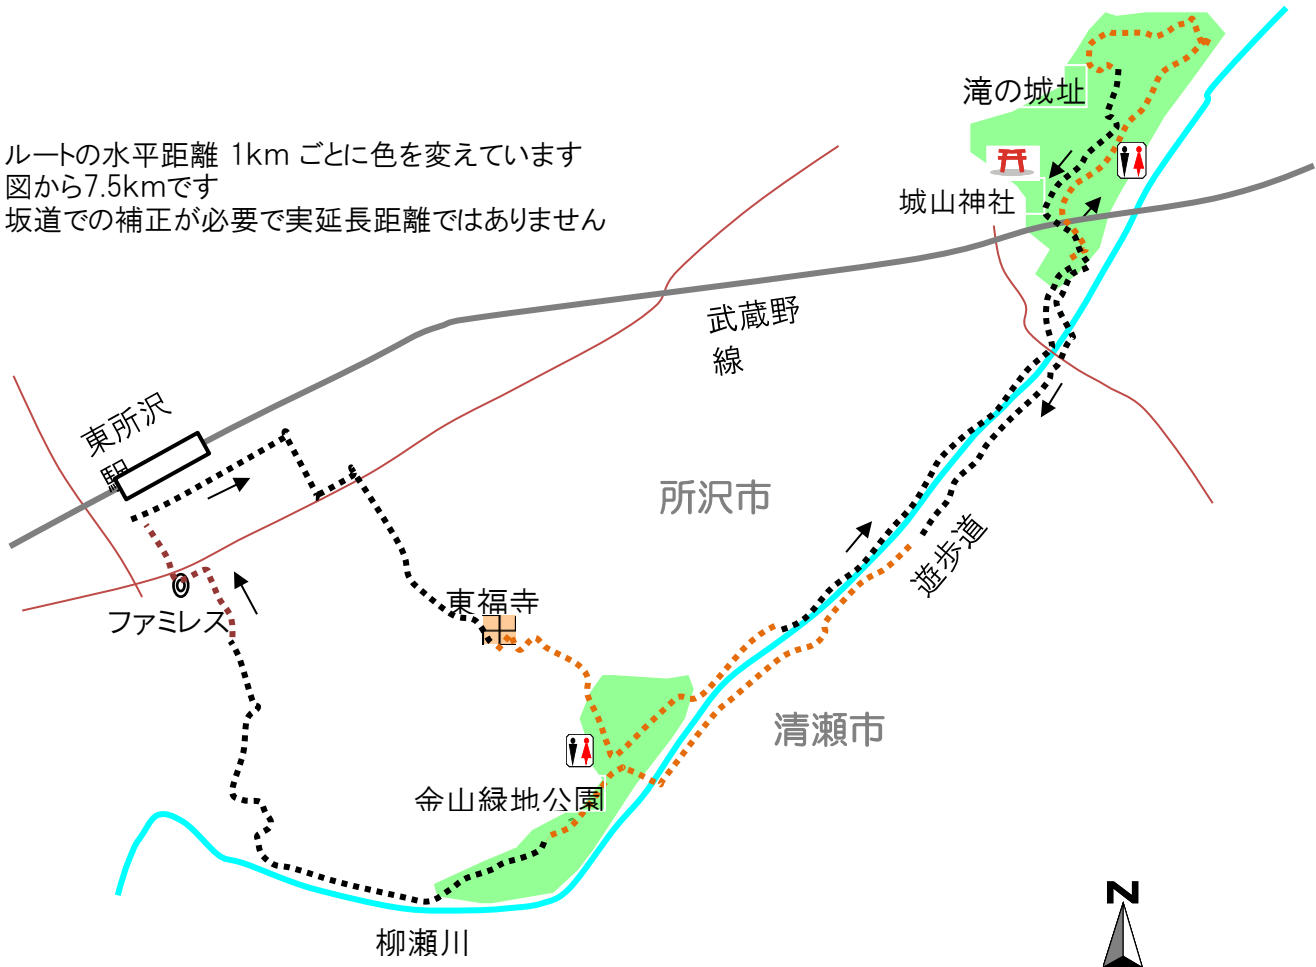 滝の城址
ルートの水平距離 1km ごとに色を変えています
図から7.5kmです
坂道での補正が必要で実延長距離ではありません
城山神社
武蔵野
線
東所沢
駅
所沢市
遊歩道
東福寺
ファミレス
清瀬市
金山緑地公園
柳瀬川
N